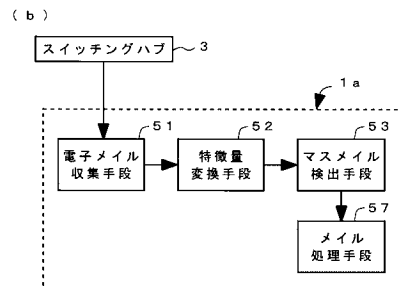 (b)
スイッチングハブ
3
1a
51
52
53
電子メイル
収集手段
特徴量
変換手段
マスメイル
検出手段
57
メイル
処理手段